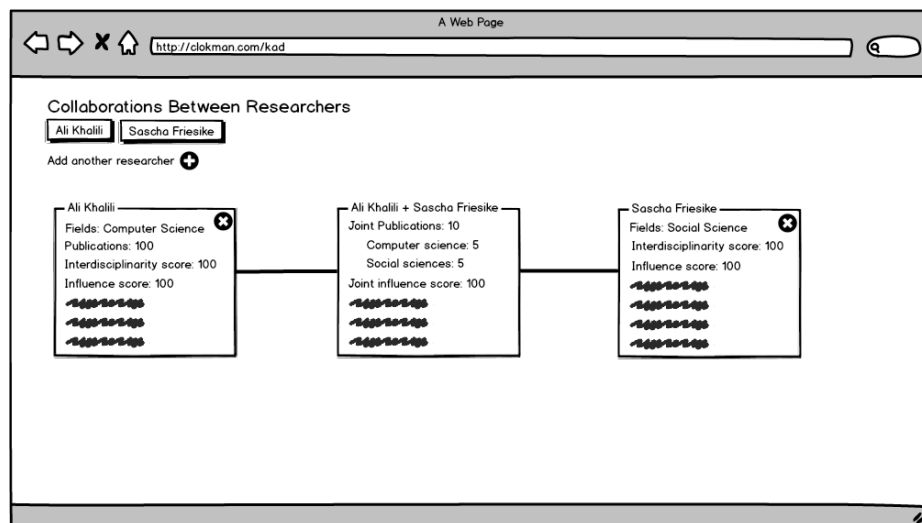 A Web Page
http://clokman.com/kad
Collaborations Between Researchers
Ali Khalili
Sascha Friesike
Add another researcher
Ali Khalili
Fields: Computer Science
Publications: 100
Interdisciplinarity score: 100
Influence score: 100
Ali Khalili + Sascha Friesike
Joint Publications: 10
Computer science: 5
Social sciences: 5
Joint influence score: 100
Sascha Friesike
Fields: Social Science
Interdisciplinarity score: 100
Influence score: 100